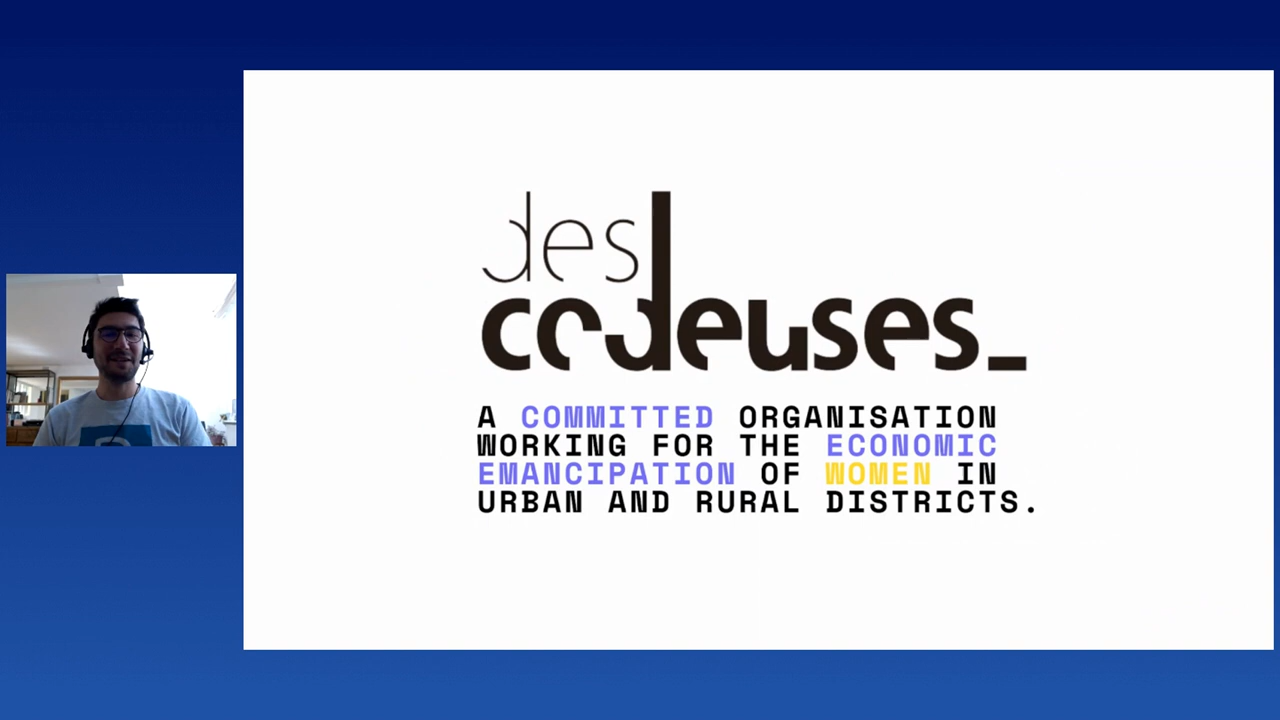 des
codeuses_
A COMMITTED ORGANISATION
WORKING FOR THE ECONOMIC
EMANCIPATION OF WOMEN IN
URBAN AND RURAL DISTRICTS.